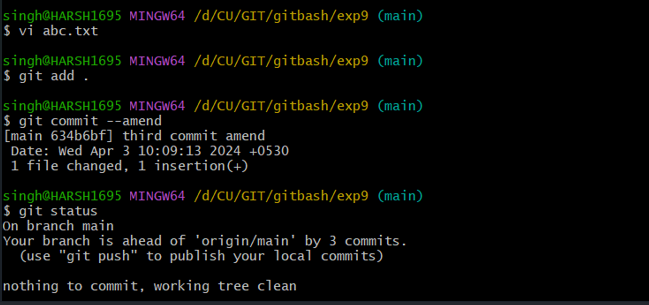 singh@HARSH1695 MINGW64 /d/CU/GIT/gitbash/exp9 (main)
$ vi abc.txt
singh@HARSH1695 MINGW64 /d/CU/GIT/gitbash/exp9 (main)
$ git add .
singh@HARSH1695 MINGW64 /d/CU/GIT/gitbash/exp9 (main)
$ git commit --amend
[main 634b6bf] third commit amend
 Date: Wed Apr 3 10:09:13 2024 +0530
 1 file changed, 1 insertion(+)
singh@HARSH1695 MINGW64 /d/CU/GIT/gitbash/exp9 (main)
$ git status
On branch main
Your branch is ahead of 'origin/main' by 3 commits.
  (use "git push" to publish your local commits)
nothing to commit, working tree clean